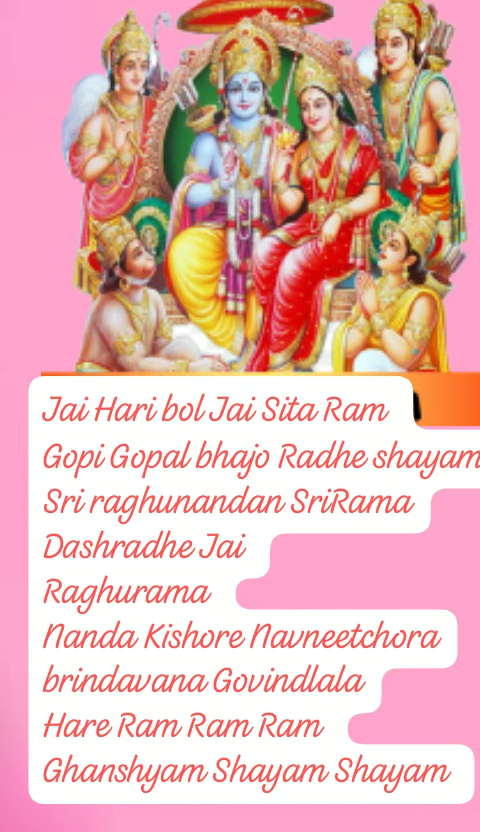 Jai Hari bol Jai Sita Ram
Gopi Gopal bhajo Radhe shayam
Sri raghunandan SriRama
Dashradhe Jai
Raghurama
Nanda Kishore Navneetchora
brindavana Govindlala
Hare Ram Ram Ram
Ghanshyam Shayam Shayam